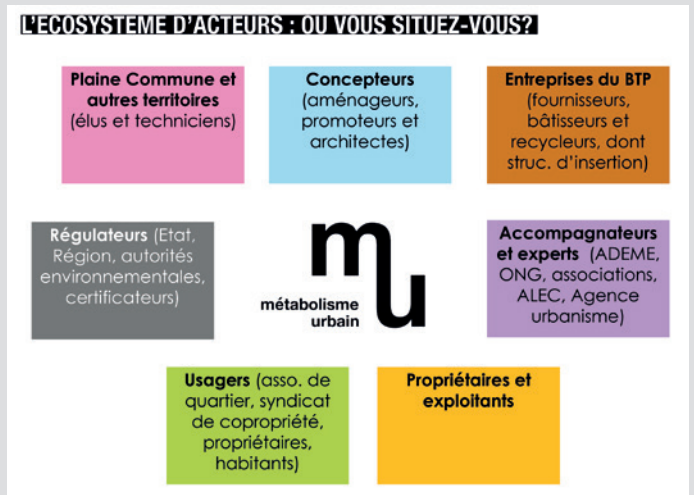 L'ECOSYSTEME D'ACTEURS : OU VOUS SITUEZ-VOUS?
Plaine Commune et
autres territoires
(élus et techniciens)
Concepteurs
(aménageurs,
promoteurs et
architectes)
Entreprises du BTP
(fournisseurs,
bâtisseurs et
recycleurs, dont
struc. d'insertion)
Régulateurs (Etat,
Région, autorités
environnementales,
certificateurs)
mu
métabolisme
urbain
Accompagnateurs
et experts (ADEME,
ONG, associations,
ALEC, Agence
urbanisme)
Usagers (asso. de
quartier, syndicat
de copropriété,
propriétaires,
habitants)
Propriétaires et
exploitants